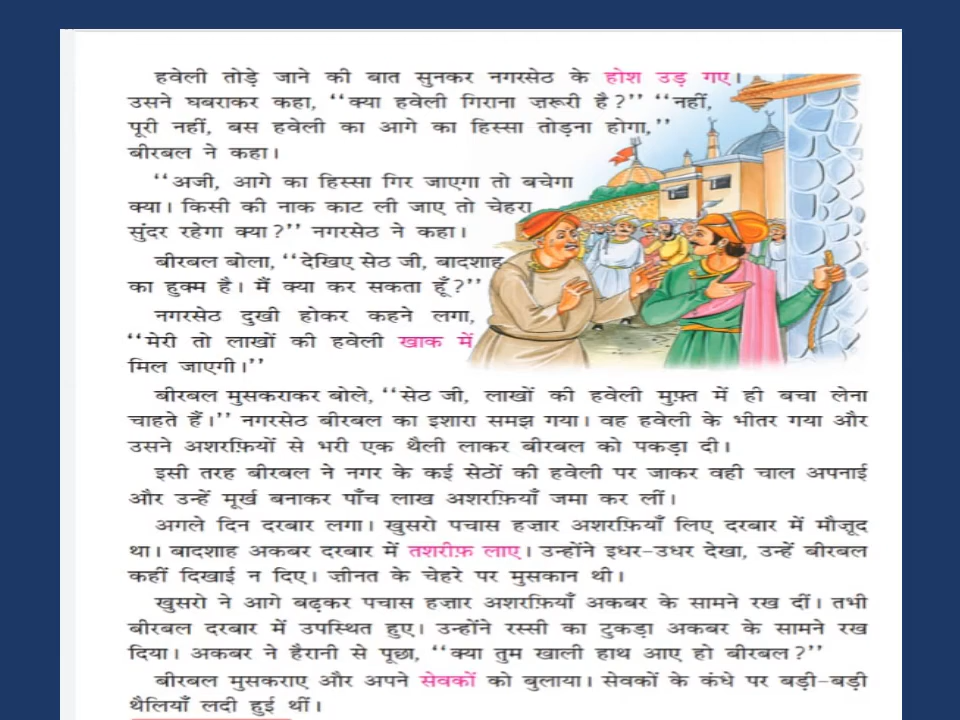 हवेली तोड़े जाने की बात सुनकर नगरसेठ के होश उड़ गए।
उसने घबराकर कहा, ‘‘क्या हवेली गिराना ज़रूरी है?’’ ‘‘नहीं,
पूरी नहीं, बस हवेली का आगे का हिस्सा तोड़ना होगा,’’
बीरबल ने कहा।
‘‘अजी, आगे का हिस्सा गिर जाएगा तो बचेगा
क्या। किसी की नाक काट ली जाए तो चेहरा
सुंदर रहेगा क्या?’’ नगरसेठ ने कहा।
बीरबल बोला, ‘‘देखिए सेठ जी, बादशाह
का हुक्म है। मैं क्या कर सकता हूँ?’’
नगरसेठ दुखी होकर कहने लगा,
‘‘मेरी तो लाखों की हवेली खाक में
मिल जाएगी।’’
बीरबल मुसकराकर बोले, ‘‘सेठ जी, लाखों की हवेली मुफ़्त में ही बचा लेना
चाहते हैं।’’ नगरसेठ बीरबल का इशारा समझ गया। वह हवेली के भीतर गया और
उसने अशरफ़ियों से भरी एक थैली लाकर बीरबल को पकड़ा दी।
इसी तरह बीरबल ने नगर के कई सेठों की हवेली पर जाकर वही चाल अपनाई
और उन्हें मूर्ख बनाकर पाँच लाख अशरफ़ियाँ जमा कर लीं।
अगले दिन दरबार लगा। खुसरो पचास हज़ार अशरफ़ियाँ लिए दरबार में मौजूद
था। बादशाह अकबर दरबार में तशरीफ़ लाए। उन्होंने इधर-उधर देखा, उन्हें बीरबल
कहीं दिखाई न दिए। ज़ीनत के चेहरे पर मुसकान थी।
खुसरो ने आगे बढ़कर पचास हज़ार अशरफ़ियाँ अकबर के सामने रख दीं। तभी
बीरबल दरबार में उपस्थित हुए। उन्होंने रस्सी का टुकड़ा अकबर के सामने रख
दिया। अकबर ने हैरानी से पूछा, ‘‘क्या तुम खाली हाथ आए हो बीरबल?’’
बीरबल मुसकराए और अपने सेवकों को बुलाया। सेवकों के कंधे पर बड़ी-बड़ी
थैलियाँ लदी हुई थीं।